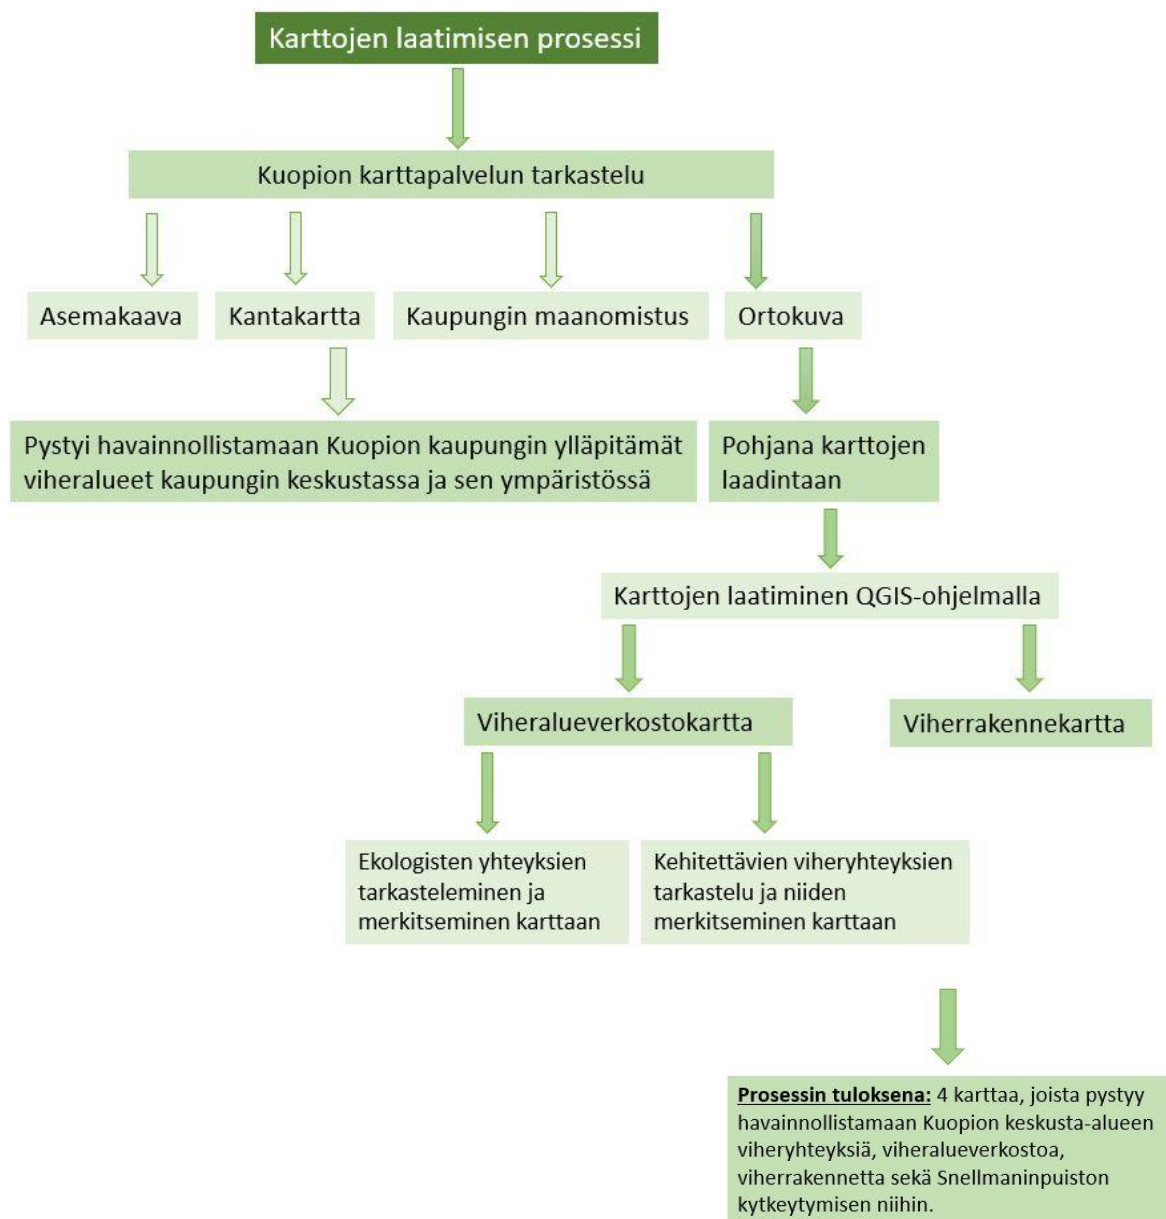 Karttojen laatimisen prosessi
Kuopion karttapalvelun tarkastelu
Asemakaava
Kantakartta
Kaupungin maanomistus
Ortokuva
Pystyi havainnollistamaan Kuopion kaupungin ylläpitämät
viheralueet kaupungin keskustassa ja sen ympäristössä
Pohjana karttojen
laadintaan
Karttojen laatiminen QGIS-ohjelmalla
Viheralueverkostokartta
Viherrakennekartta
Ekologisten yhteyksien
tarkasteleminen ja
merkitseminen karttaan
Kehitettävien viheryhteyksien
tarkastelu ja niiden
merkitseminen karttaan
Prosessin tuloksena: 4 karttaa, joista pystyy
havainnollistamaan Kuopion keskusta-alueen
viheryhteyksiä, viheralueverkostoa,
viherrakennetta sekä Snellmaninpuiston
kytkeytymisen niihin.